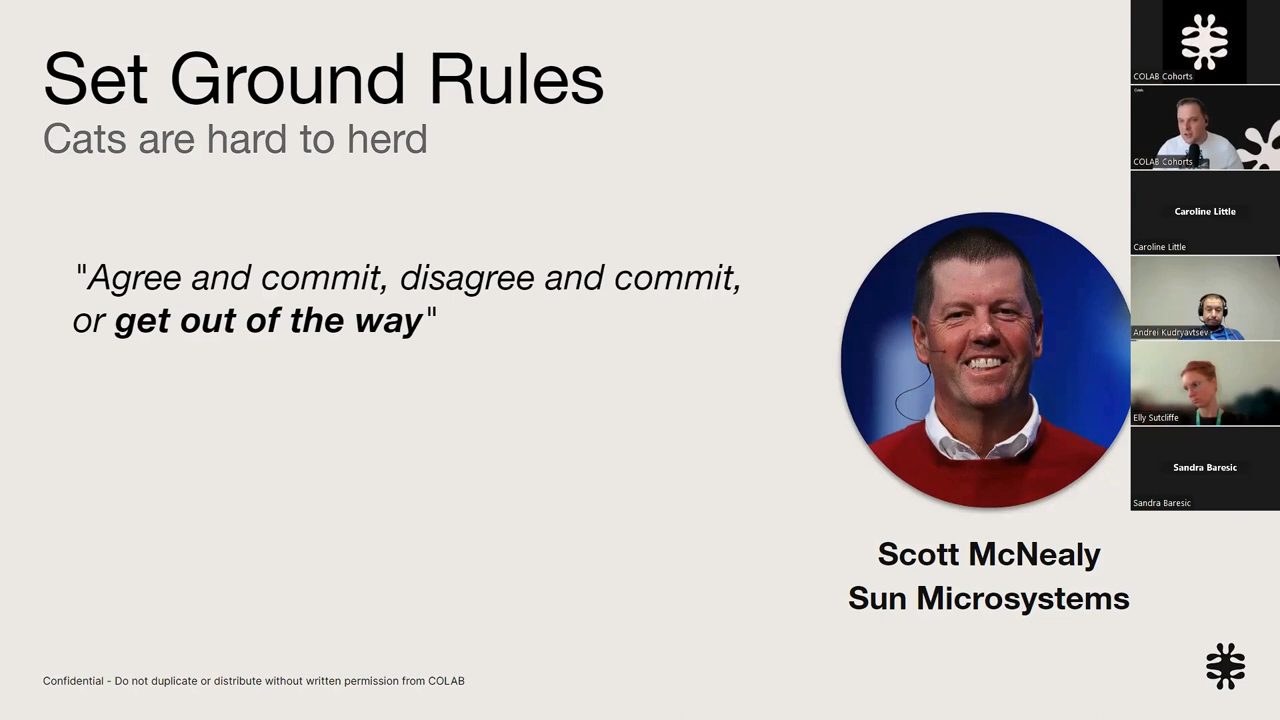 Set Ground Rules
Cats are hard to herd
"Agree and commit, disagree and commit,
or get out of the way"
Scott McNealy
Sun Microsystems
Confidential - Do not duplicate or distribute without written permission from COLAB
COLAB Cohorts
COLAB Cohorts
Caroline Little
Caroline Little
Andrei Kudryavtsev
Elly Sutcliffe
Sandra Baresic
Sandra Baresic